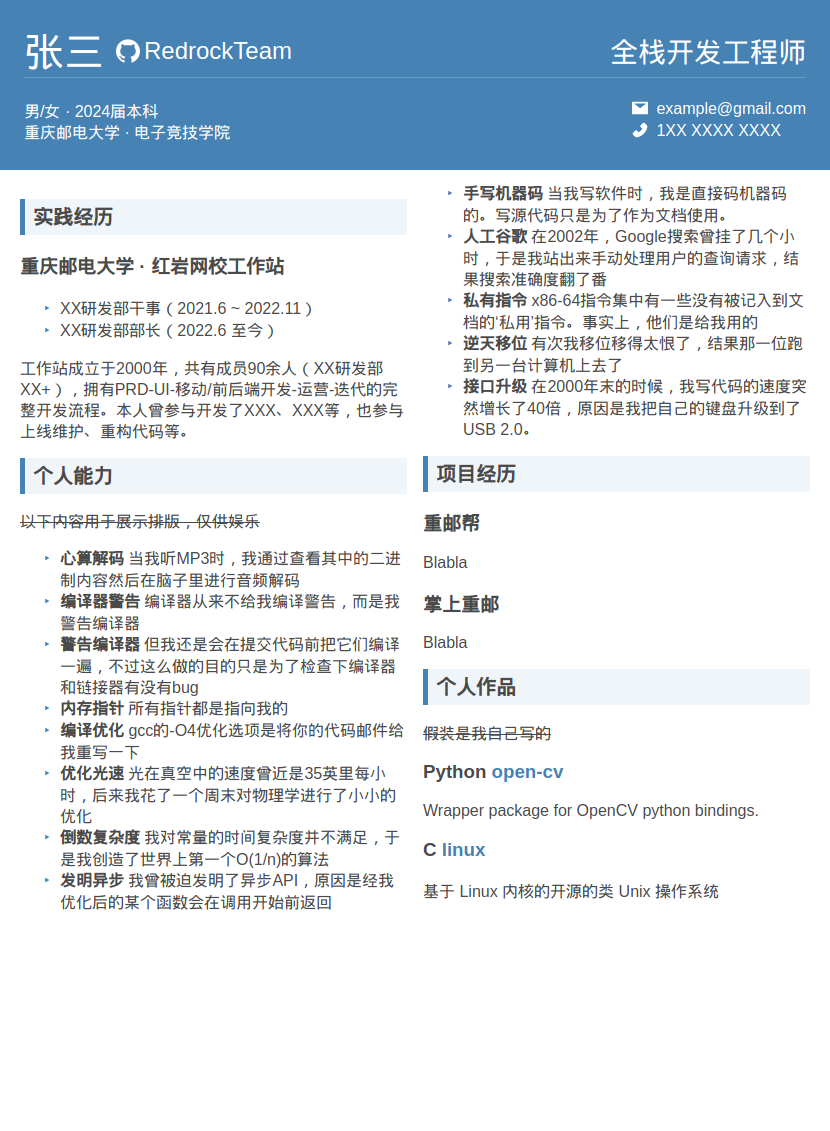 张三 RedrockTeam
全栈开发工程师
男/女 · 2024届本科
重庆邮电大学 · 电子竞技学院
example@gmail.com
1XX XXXX XXXX
实践经历
重庆邮电大学 · 红岩网校工作站
‣ XX研发部干事（2021.6 ~ 2022.11）
‣ XX研发部部长（2022.6 至今）
工作站成立于2000年，共有成员90余人（XX研发部
XX+），拥有PRD-UI-移动/前后端开发-运营-迭代的完
整开发流程。本人曾参与开发了XXX、XXX等，也参与
上线维护、重构代码等。
个人能力
以下内容用于展示排版，仅供娱乐
‣ 心算解码 当我听MP3时，我通过查看其中的二进
制内容然后在脑子里进行音频解码
‣ 编译器警告 编译器从来不给我编译警告，而是我
警告编译器
‣ 警告编译器 但我还是会在提交代码前把它们编译
一遍，不过这么做的目的只是为了检查下编译器
和链接器有没有bug
‣ 内存指针 所有指针都是指向我的
‣ 编译优化 gcc的-O4优化选项是将你的代码邮件给
我重写一下
‣ 优化光速 光在真空中的速度曾近是35英里每小
时，后来我花了一个周末对物理学进行了小小的
优化
‣ 倒数复杂度 我对常量的时间复杂度并不满足，于
是我创造了世界上第一个O(1/n)的算法
‣ 发明异步 我曾被迫发明了异步API，原因是经我
优化后的某个函数会在调用开始前返回
‣ 手写机器码 当我写软件时，我是直接码机器码
的。写源代码只是为了作为文档使用。
‣ 人工谷歌 在2002年，Google搜索曾挂了几个小
时，于是我站出来手动处理用户的查询请求，结
果搜索准确度翻了番
‣ 私有指令 x86-64指令集中有一些没有被记入到文
档的‘私用’指令。事实上，他们是给我用的
‣ 逆天移位 有次我移位移得太恨了，结果那一位跑
到另一台计算机上去了
‣ 接口升级 在2000年末的时候，我写代码的速度突
然增长了40倍，原因是我把自己的键盘升级到了
USB 2.0。
项目经历
重邮帮
Blabla
掌上重邮
Blabla
个人作品
假装是我自己写的
Python open-cv
Wrapper package for OpenCV python bindings.
C linux
基于 Linux 内核的开源的类 Unix 操作系统